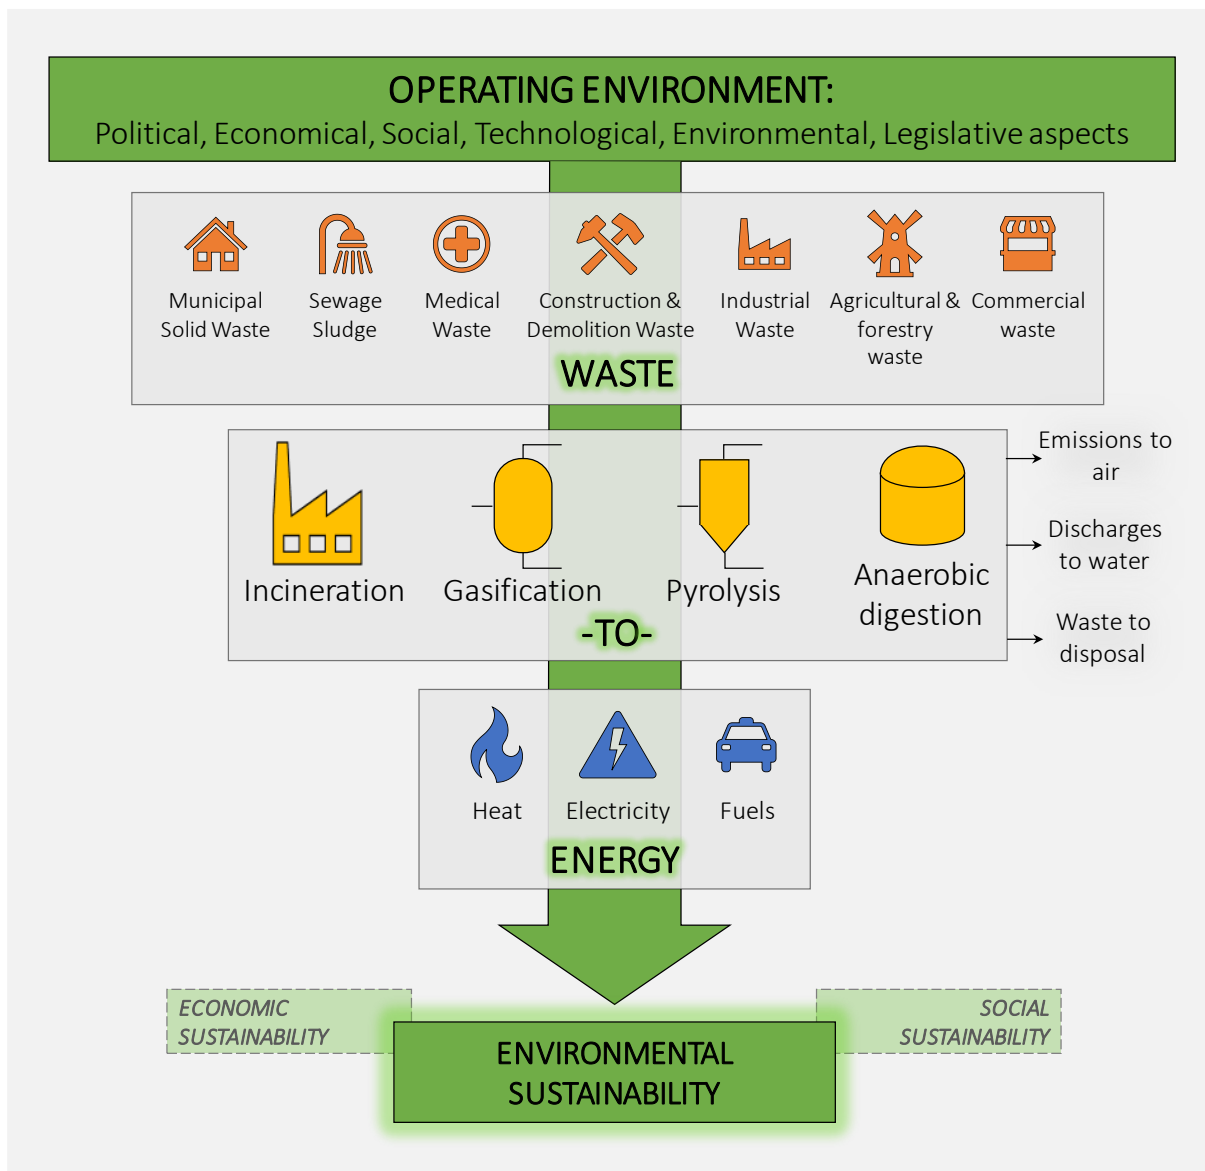 OPERATING ENVIRONMENT:
Political, Economical, Social, Technological, Environmental, Legislative aspects
Municipal
Solid Waste
Sewage
Sludge
Medical
Waste
Construction &
Demolition Waste
Industrial
Waste
Agricultural &
forestry
waste
Commercial
waste
WASTE
Incineration
Gasification
Pyrolysis
Anaerobic
digestion
-TO-
Emissions to
air
Discharges
to water
Waste to
disposal
Heat
Electricity
Fuels
ENERGY
ECONOMIC
SUSTAINABILITY
SOCIAL
SUSTAINABILITY
ENVIRONMENTAL
SUSTAINABILITY